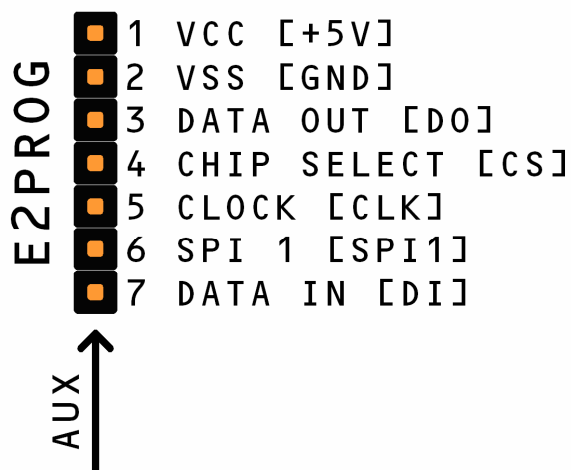 E2PROG
1 VCC [+5V]
2 VSS [GND]
3 DATA OUT [DO]
4 CHIP SELECT [CS]
5 CLOCK [CLK]
6 SPI 1 [SPI1]
7 DATA IN [DI]
AUX